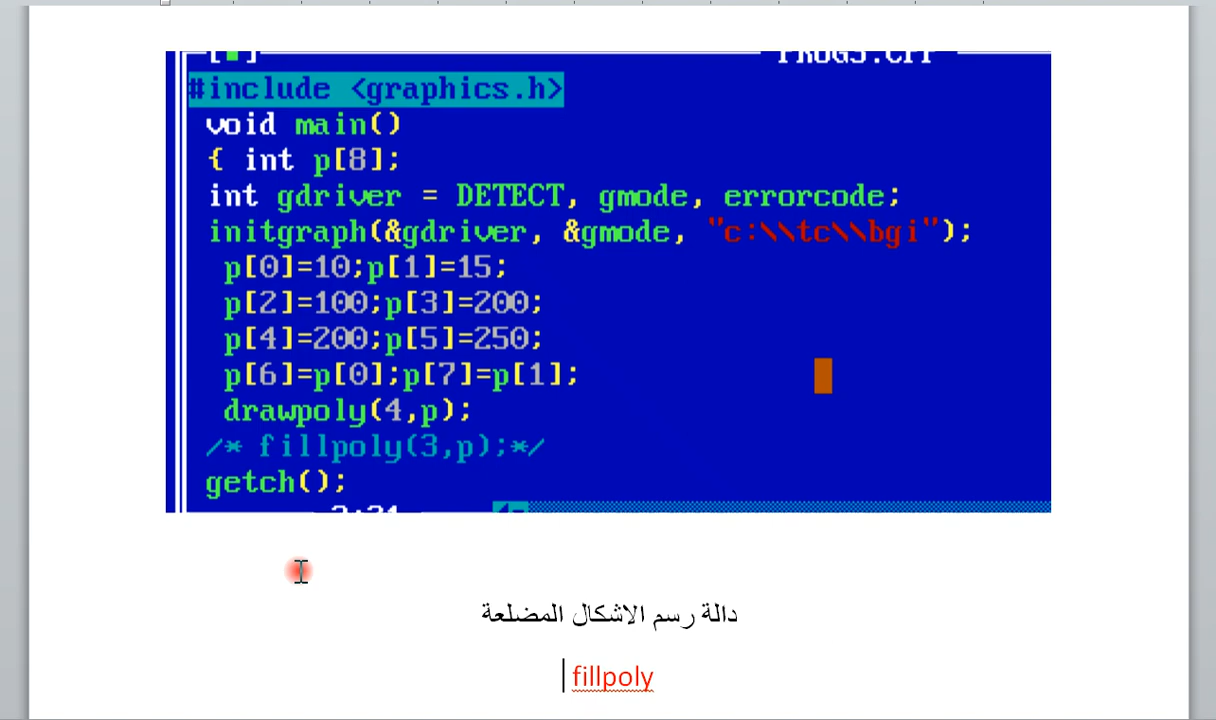 PROG3.CPP
#include <graphics.h>
void main()
{ int p[8];
int gdriver = DETECT, gmode, errorcode;
initgraph(&gdriver, &gmode, "c:\\tc\\bgi");
p[0]=10;p[1]=15;
p[2]=100;p[3]=200;
p[4]=200;p[5]=250;
p[6]=p[0];p[7]=p[1];
drawpoly(4,p);
/* fillpoly(3,p);*/
getch();
دالة رسم الاشكال المضلعة
fillpoly